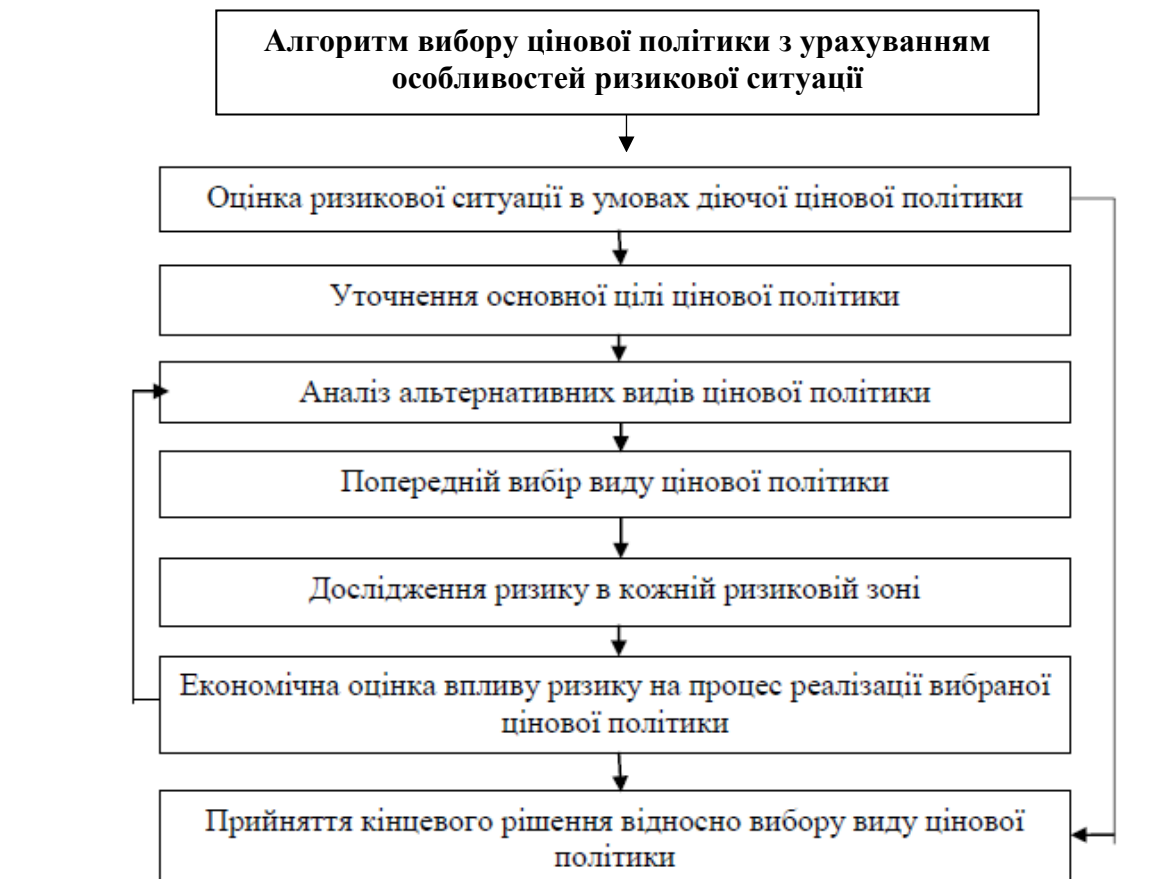 Алгоритм вибору цінової політики з урахуванням
особливостей ризикової ситуації
Оцінка ризикової ситуації в умовах діючої цінової політики
Уточнення основної цілі цінової політики
Аналіз альтернативних видів цінової політики
Попередній вибір виду цінової політики
Дослідження ризику в кожній ризиковій зоні
Економічна оцінка впливу ризику на процес реалізації вибраної
цінової політики
Прийняття кінцевого рішення відносно вибору виду цінової
політики